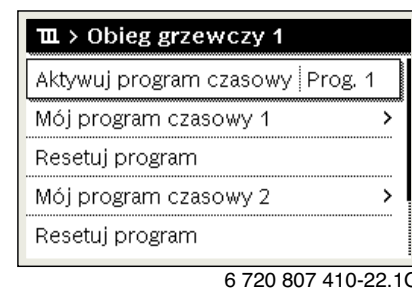 > Obieg grzewczy 1
Aktywuj program czasowy Prog. 1
Mój program czasowy 1 >
Resetuj program
Mój program czasowy 2 >
Resetuj program
6 720 807 410-22.1O